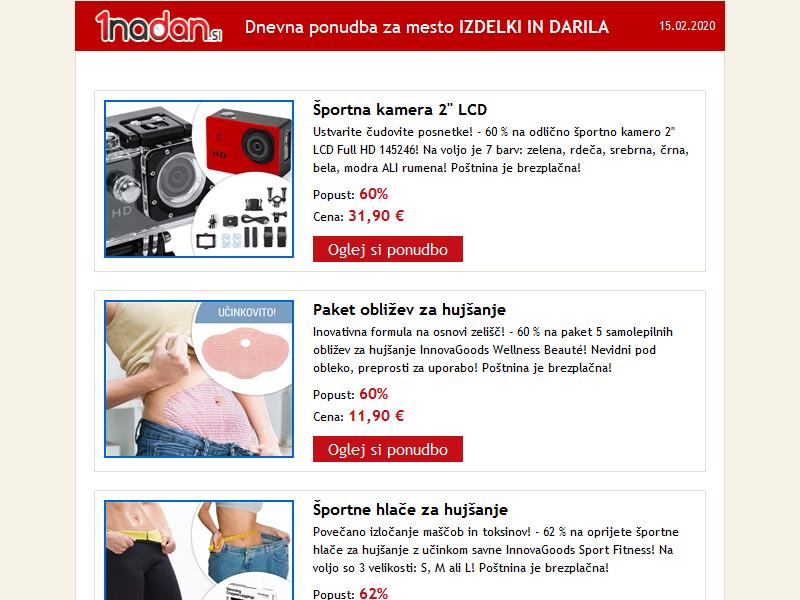 1nadan.si
Dnevna ponudba za mesto IZDELKI IN DARILA
15.02.2020
HD
HD
Športna kamera 2" LCD
Ustvarite čudovite posnetke! - 60 % na odlično športno kamero 2"
LCD Full HD 145246! Na voljo je 7 barv: zelena, rdeča, srebrna, črna,
bela, modra ALI rumena! Poštnina je brezplačna!
Popust: 60%
Cena: 31,90 €
Oglej si ponudbo
UČINKOVITO!
Paket obližev za hujšanje
Inovativna formula na osnovi zelišč! - 60 % na paket 5 samolepilnih
obližev za hujšanje InnovaGoods Wellness Beauté! Nevidni pod
obleko, preprosti za uporabo! Poštnina je brezplačna!
Popust: 60%
Cena: 11,90 €
Oglej si ponudbo
Športne hlače za hujšanje
Povečano izločanje maščob in toksinov! - 62 % na oprijete športne
hlače za hujšanje z učinkom savne InnovaGoods Sport Fitness! Na
voljo so 3 velikosti: S, M ali L! Poštnina je brezplačna!
Popust: 62%